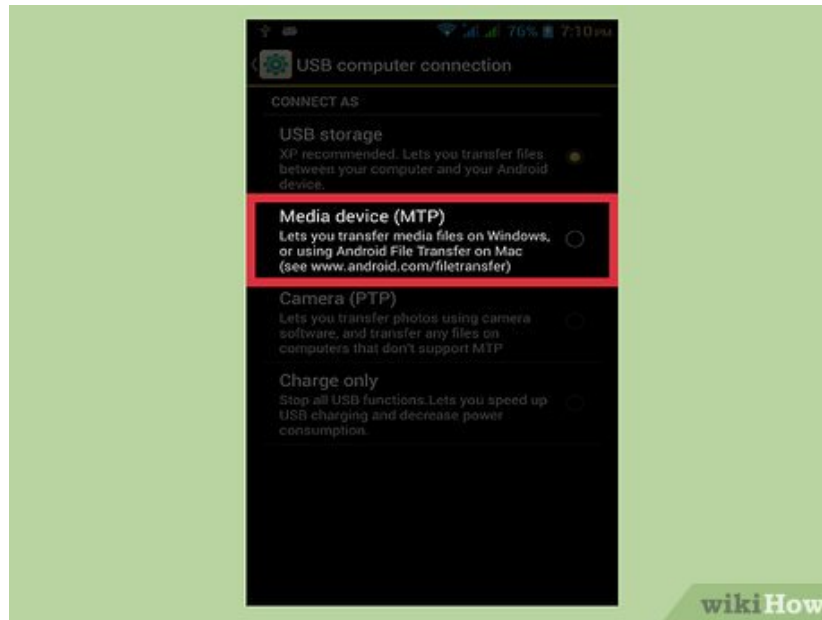 76% 7:10 PM
USB computer connection
CONNECT AS
USB storage
XP recommended. Lets you transfer files
between your computer and your Android
device.
Media device (MTP)
Lets you transfer media files on Windows,
or using Android File Transfer on Mac
(see www.android.com/filetransfer)
Camera (PTP)
Lets you transfer photos using camera
software, and transfer any files on
computers that don't support MTP
Charge only
Stop all USB functions.Lets you speed up
USB charging and decrease power
consumption.
wikiHow